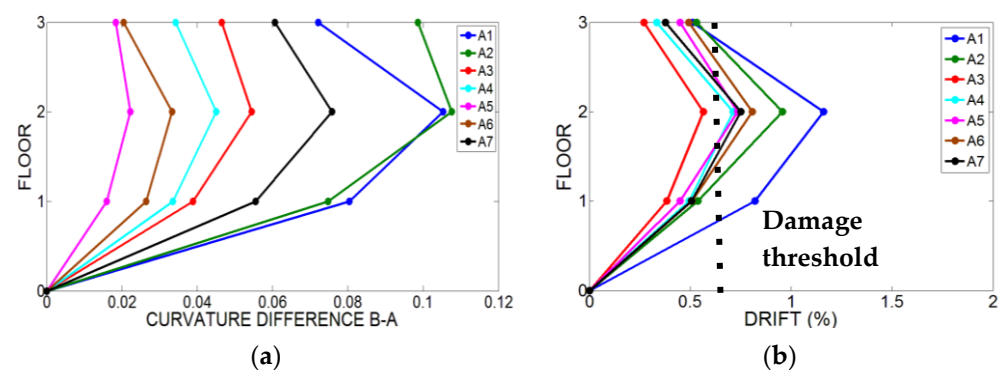 3
2
1
0
FLOOR
0
0.02
0.04
0.06
0.08
0.1
0.12
CURVATURE DIFFERENCE B-A
A1
A2
A3
A4
A5
A6
A7
(a)
3
2
1
0
FLOOR
0
0.5
1
1.5
2
DRIFT (%)
A1
A2
A3
A4
A5
A6
A7
Damage
threshold
(b)